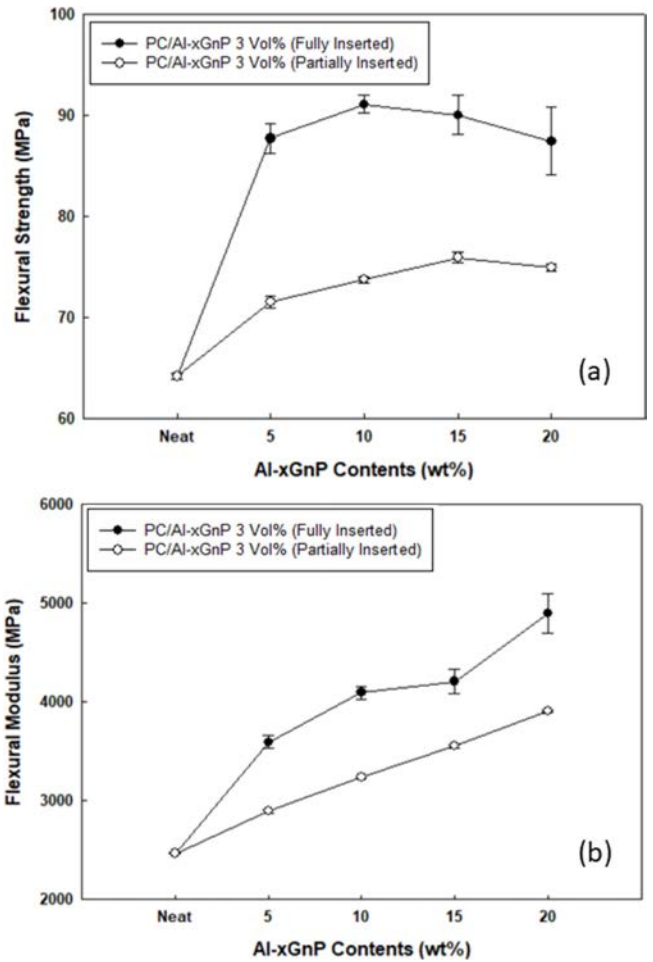 100
PC/Al-xGnP 3 Vol% (Fully Inserted)
PC/Al-xGnP 3 Vol% (Partially Inserted)
90
80
70
60
Flexural Strength (MPa)
(a)
Neat 5 10 15 20
Al-xGnP Contents (wt%)
6000
PC/Al-xGnP 3 Vol% (Fully Inserted)
PC/Al-xGnP 3 Vol% (Partially Inserted)
5000
4000
3000
2000
Flexural Modulus (MPa)
(b)
Neat 5 10 15 20
Al-xGnP Contents (wt%)